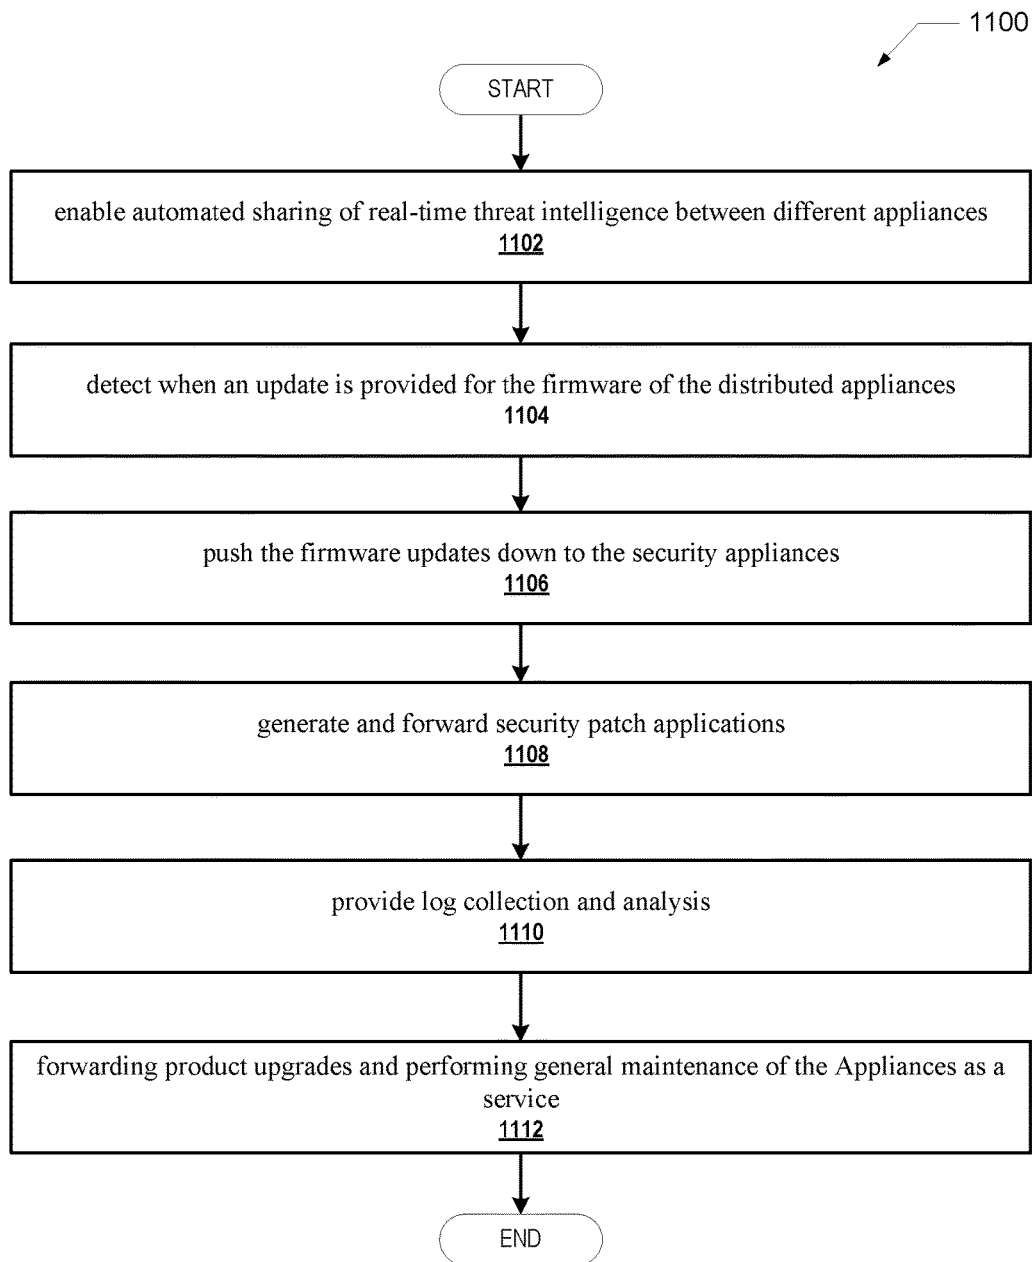 1100
START
enable automated sharing of real-time threat intelligence between different appliances
1102
detect when an update is provided for the firmware of the distributed appliances
1104
push the firmware updates down to the security appliances
1106
generate and forward security patch applications
1108
provide log collection and analysis
1110
forwarding product upgrades and performing general maintenance of the Appliances as a
service
1112
END